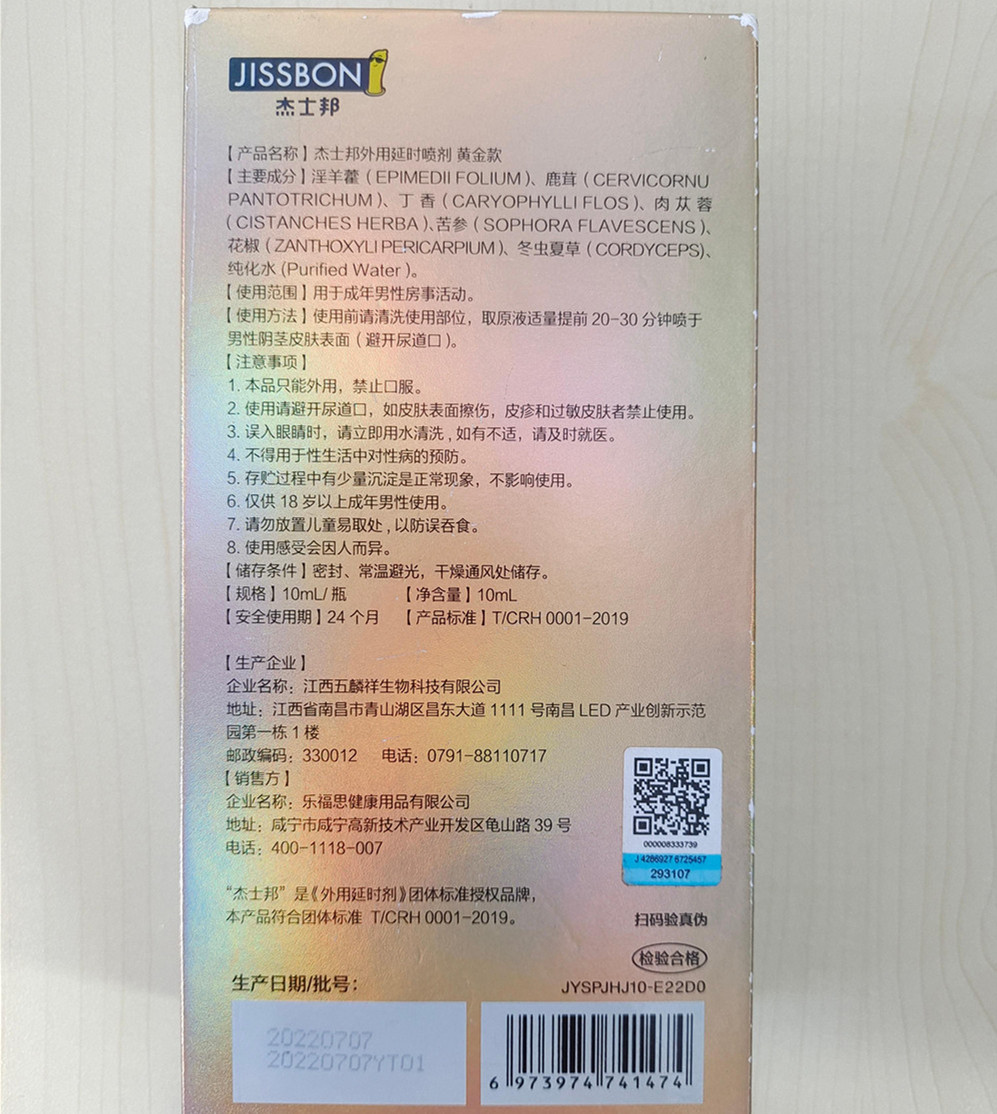 JISSBON
杰士邦
【产品名称】杰士邦外用延时喷剂 黄金款
【主要成分】淫羊藿(EPIMEDII FOLIUM)、鹿茸(CERVICORNU
PANTOTRICHUM)、丁香(CARYOPHYLLI FLOS)、肉苁蓉
(CISTANCHES HERBA)、苦参(SOPHORA FLAVESCENS)、
花椒(ZANTHOXYLI PERICARPIUM)、冬虫夏草(CORDYCEPS)、
纯化水(Purified Water)。
【使用范围】用于成年男性房事活动。
【使用方法】使用前请清洗使用部位，取原液适量提前20-30分钟喷于
男性阴茎皮肤表面(避开尿道口)。
【注意事项】
1. 本品只能外用，禁止口服。
2. 使用请避开尿道口，如皮肤表面擦伤，皮疹和过敏皮肤者禁止使用。
3. 误入眼睛时，请立即用水清洗,如有不适，请及时就医。
4. 不得用于性生活中对性病的预防。
5. 存贮过程中有少量沉淀是正常现象，不影响使用。
6. 仅供18岁以上成年男性使用。
7. 请勿放置儿童易取处,以防误吞食。
8. 使用感受会因人而异。
【储存条件】密封、常温避光，干燥通风处储存。
【规格】10mL/瓶 【净含量】10mL
【安全使用期】24个月 【产品标准】T/CRH 0001-2019
【生产企业】
企业名称：江西五麟祥生物科技有限公司
地址：江西省南昌市青山湖区昌东大道1111号南昌LED产业创新示范
园第一栋1楼
邮政编码：330012 电话：0791-88110717
【销售方】
企业名称：乐福思健康用品有限公司
地址：咸宁市咸宁高新技术产业开发区龟山路39号
电话：400-1118-007
000008333739
J 4286927 6725457
293107
“杰士邦”是《外用延时剂》团体标准授权品牌，
本产品符合团体标准 T/CRH 0001-2019。
扫码验真伪
检验合格
生产日期/批号：
JYSPJHJ10-E22D0
20220707
20220707YT01
6 973974 741474